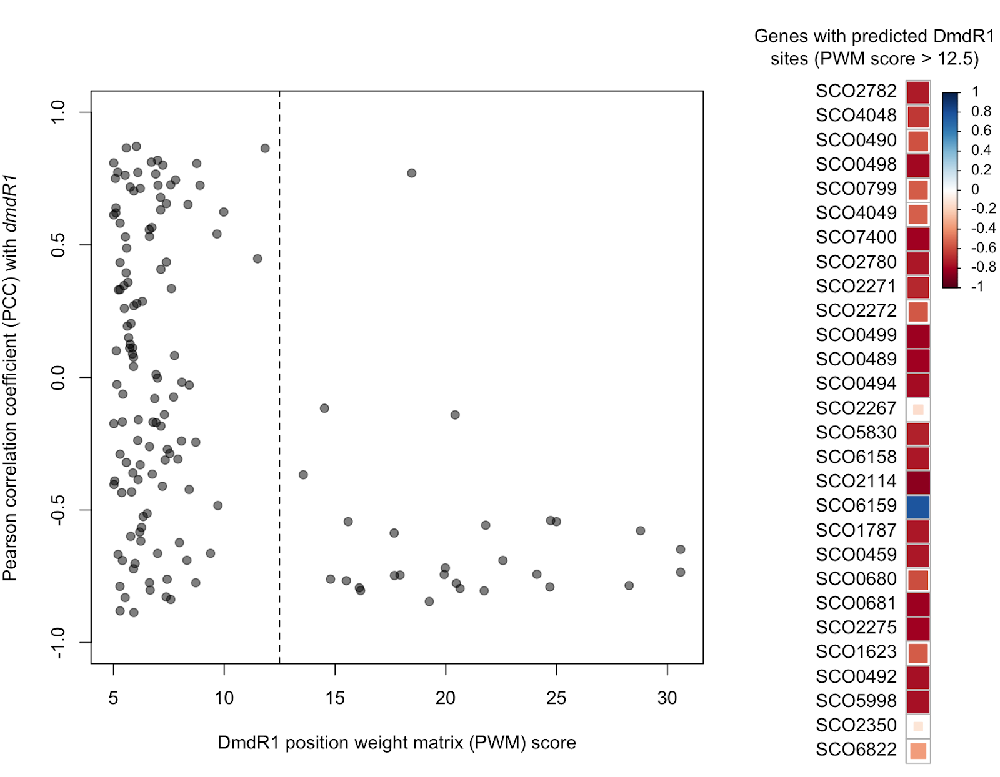 Genes with predicted DmdR1
sites (PWM score > 12.5)
Pearson correlation coefficient (PCC) with dmdR1
1.0
0.5
0.0
-0.5
-1.0
5
10
15
20
25
30
DmdR1 position weight matrix (PWM) score
SCO2782
SCO4048
SCO0490
SCO0498
SCO0799
SCO4049
SCO7400
SCO2780
SCO2271
SCO2272
SCO0499
SCO0489
SCO0494
SCO2267
SCO5830
SCO6158
SCO2114
SCO6159
SCO1787
SCO0459
SCO0680
SCO0681
SCO2275
SCO1623
SCO0492
SCO5998
SCO2350
SCO6822
1
0.8
0.6
0.4
0.2
0
-0.2
-0.4
-0.6
-0.8
-1